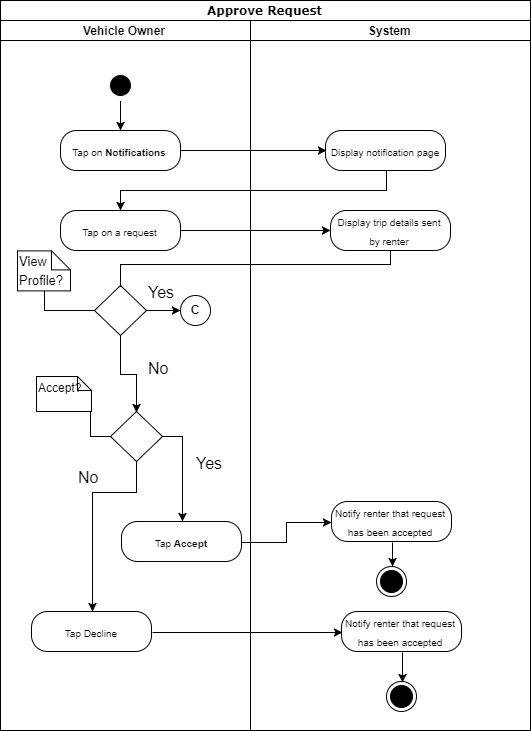 Approve Request
Vehicle Owner
System
Tap on Notifications
Display notification page
Tap on a request
Display trip details sent
by renter
View
Profile?
Yes
C
No
Accept?
Yes
No
Notify renter that request
has been accepted
Tap Accept
Notify renter that request
has been accepted
Tap Decline